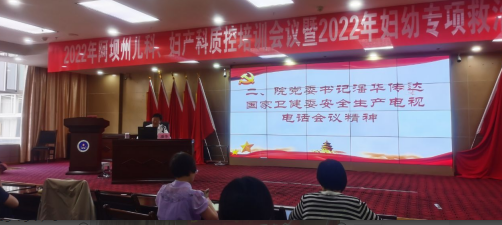 2022年阿坝州儿科、妇产科质控培训会议暨2022年妇幼专项救
二、院党委书记潘华传达
国家卫健委安全生产电视
电话会议精神